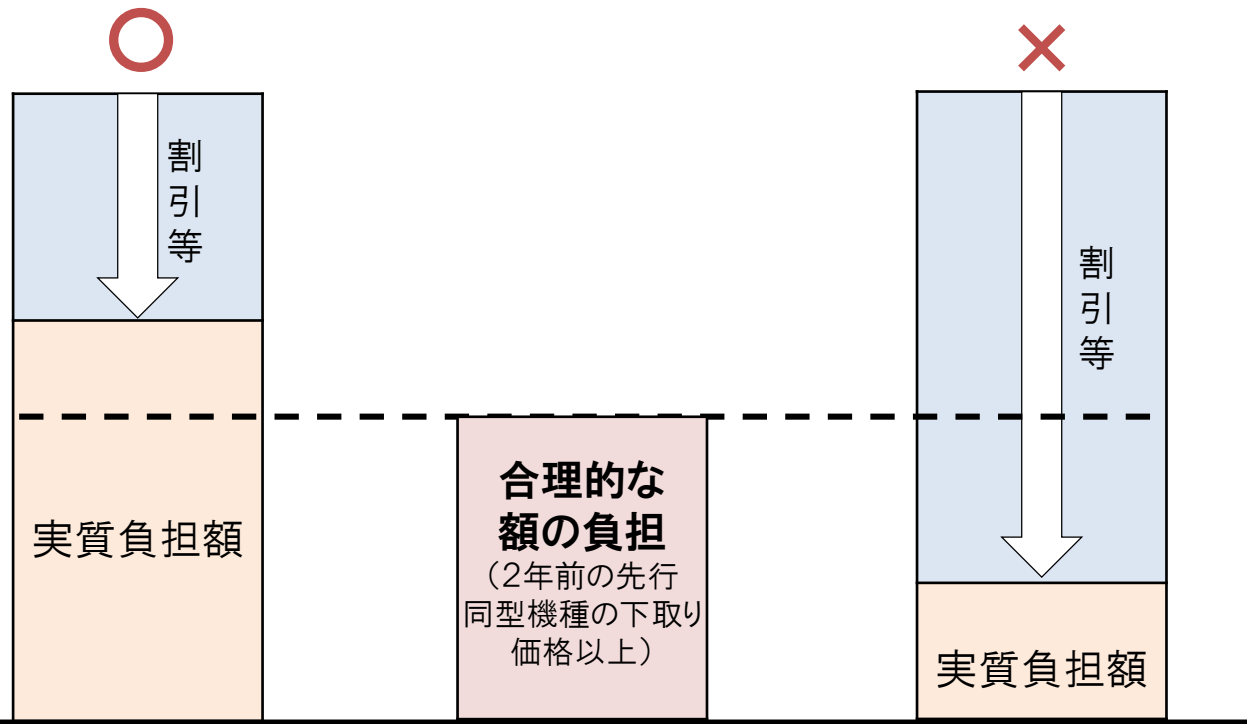 ○
×
割引等
実質負担額
合理的な
額の負担
（2年前の先行
同型機種の下取り
価格以上）
割引等
実質負担額